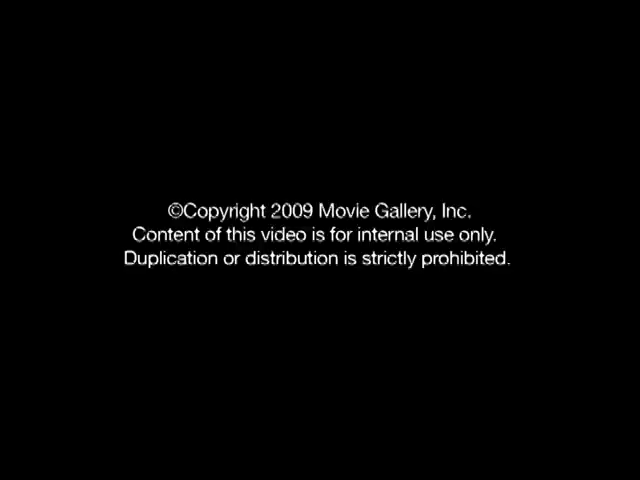 ©Copyright 2009 Movie Gallery, Inc.
Content of this video is for internal use only.
Duplication or distribution is strictly prohibited.